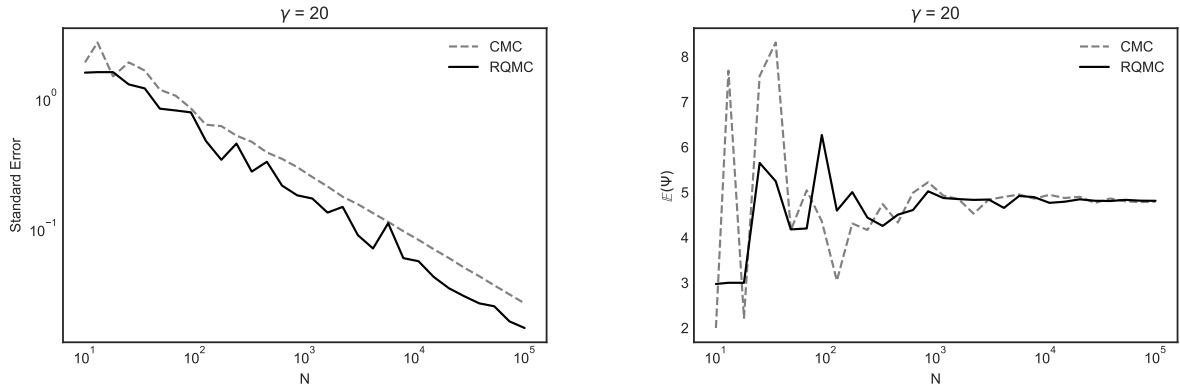 γ = 20
CMC
RQMC
10⁰
10⁻¹
Standard Error
10¹ 10² 10³ 10⁴ 10⁵
N
γ = 20
CMC
RQMC
8
7
6
5
4
3
2
𝔼(Ψ)
10¹ 10² 10³ 10⁴ 10⁵
N